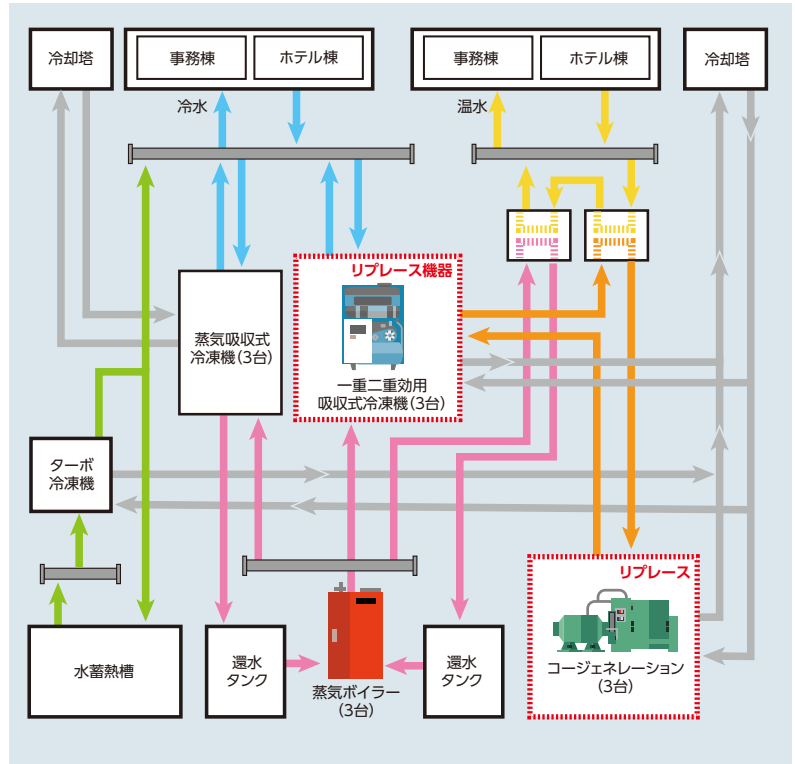 冷却塔
事務棟
ホテル棟
事務棟
ホテル棟
冷却塔
冷水
温水
リプレース機器
蒸気吸収式
冷凍機(3台)
一重二重効用
吸収式冷凍機(3台)
ターボ
冷凍機
リプレース
水蓄熱槽
還水
タンク
蒸気ボイラー
(3台)
還水
タンク
コージェネレーション
(3台)